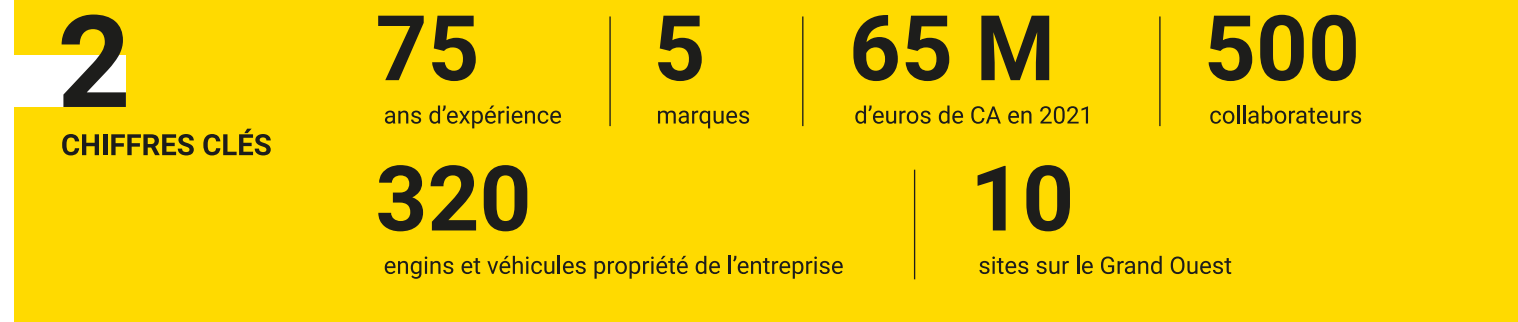 2
CHIFFRES CLÉS
75
ans d’expérience
5
marques
65 M
d’euros de CA en 2021
500
collaborateurs
320
engins et véhicules propriété de l’entreprise
10
sites sur le Grand Ouest